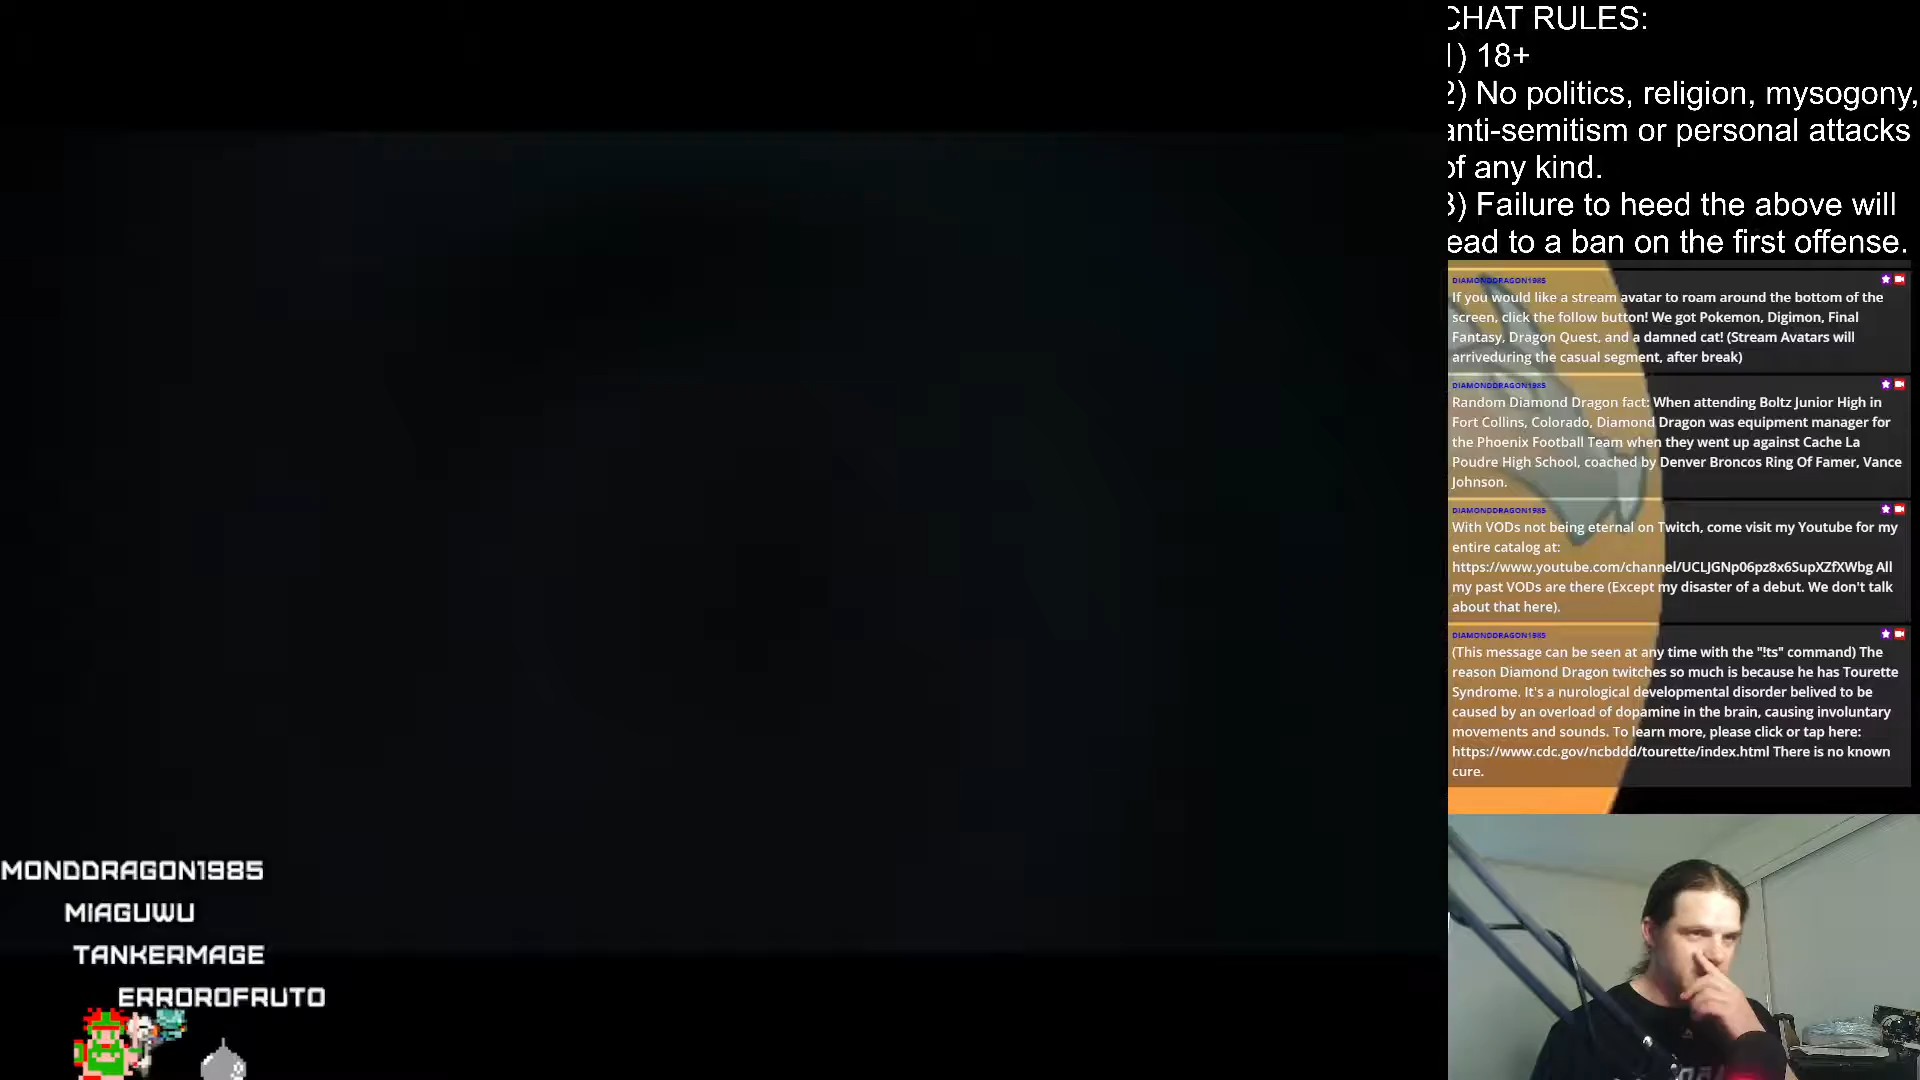 CHAT RULES:
1) 18+
2) No politics, religion, mysogony,
anti-semitism or personal attacks
of any kind.
3) Failure to heed the above will
ead to a ban on the first offense.
DIAMONDDRAGON1985
If you would like a stream avatar to roam around the bottom of the
screen, click the follow button! We got Pokemon, Digimon, Final
Fantasy, Dragon Quest, and a damned cat! (Stream Avatars will
arriveduring the casual segment, after break)
DIAMONDDRAGON1985
Random Diamond Dragon fact: When attending Boltz Junior High in
Fort Collins, Colorado, Diamond Dragon was equipment manager for
the Phoenix Football Team when they went up against Cache La
Poudre High School, coached by Denver Broncos Ring Of Famer, Vance
Johnson.
DIAMONDDRAGON1985
With VODs not being eternal on Twitch, come visit my Youtube for my
entire catalog at:
https://www.youtube.com/channel/UCLJGNp06pz8x6SupXZfXWbg All
my past VODs are there (Except my disaster of a debut. We don't talk
about that here).
DIAMONDDRAGON1985
(This message can be seen at any time with the "!ts" command) The
reason Diamond Dragon twitches so much is because he has Tourette
Syndrome. It's a nurological developmental disorder belived to be
caused by an overload of dopamine in the brain, causing involuntary
movements and sounds. To learn more, please click or tap here:
https://www.cdc.gov/ncbddd/tourette/index.html There is no known
cure.
MONDDRAGON1985
MIAGUWU
TANKERMAGE
ERROROFRUTO